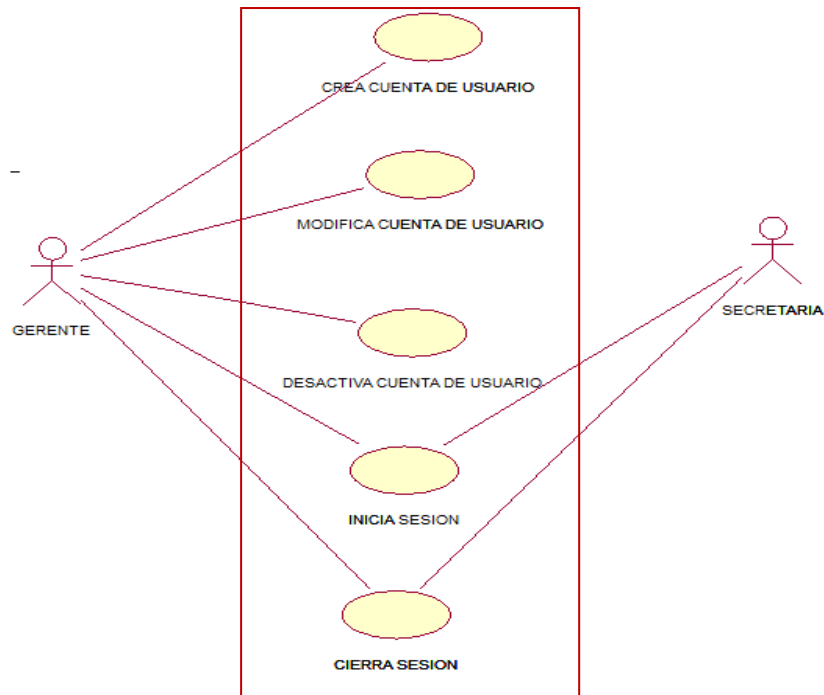 CREA CUENTA DE USUARIO
MODIFICA CUENTA DE USUARIO
GERENTE
SECRETARIA
DESACTIVA CUENTA DE USUARIO
INICIA SESION
CIERRA SESION